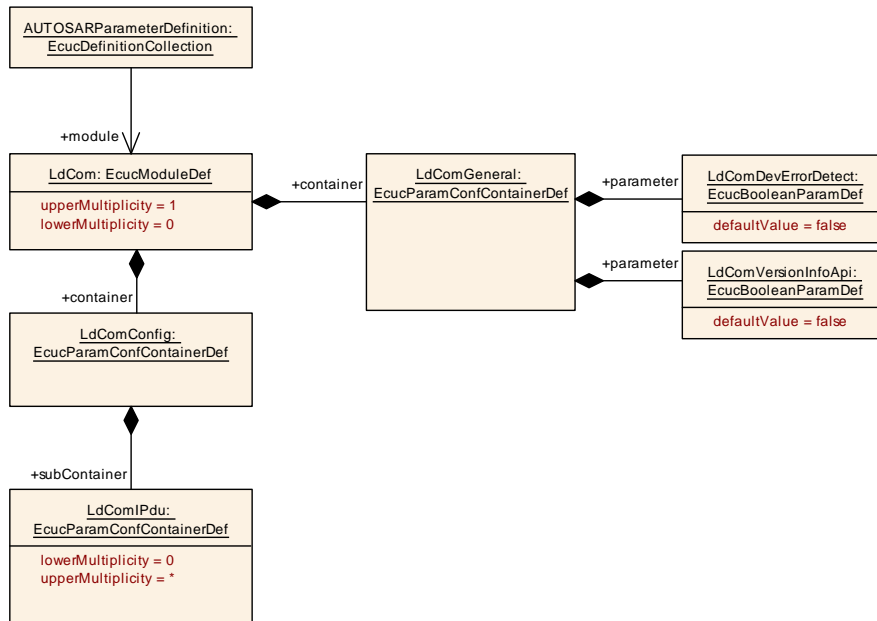 AUTOSARParameterDefinition:
EcucDefinitionCollection
+module
LdCom: EcucModuleDef
upperMultiplicity = 1
lowerMultiplicity = 0
+container
LdComGeneral:
EcucParamConfContainerDef
+parameter
LdComDevErrorDetect:
EcucBooleanParamDef
defaultValue = false
+parameter
LdComVersionInfoApi:
EcucBooleanParamDef
defaultValue = false
+container
LdComConfig:
EcucParamConfContainerDef
+subContainer
LdComIPdu:
EcucParamConfContainerDef
lowerMultiplicity = 0
upperMultiplicity = *